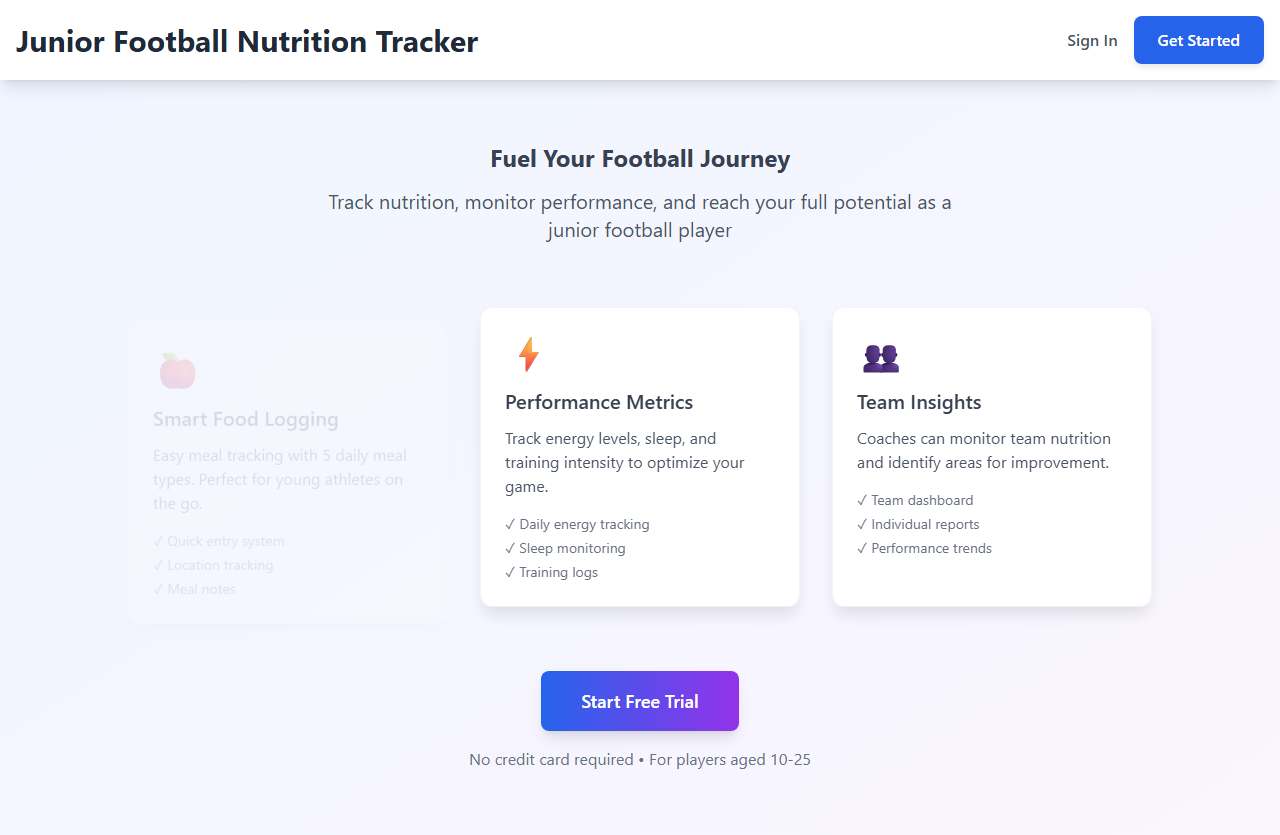 Junior Football Nutrition Tracker
Sign In
Get Started
Fuel Your Football Journey
Track nutrition, monitor performance, and reach your full potential as a
junior football player
Smart Food Logging
Easy meal tracking with 5 daily meal
types. Perfect for young athletes on
the go.
✓ Quick entry system
✓ Location tracking
✓ Meal notes
Performance Metrics
Track energy levels, sleep, and
training intensity to optimize your
game.
✓ Daily energy tracking
✓ Sleep monitoring
✓ Training logs
Team Insights
Coaches can monitor team nutrition
and identify areas for improvement.
✓ Team dashboard
✓ Individual reports
✓ Performance trends
Start Free Trial
No credit card required • For players aged 10-25